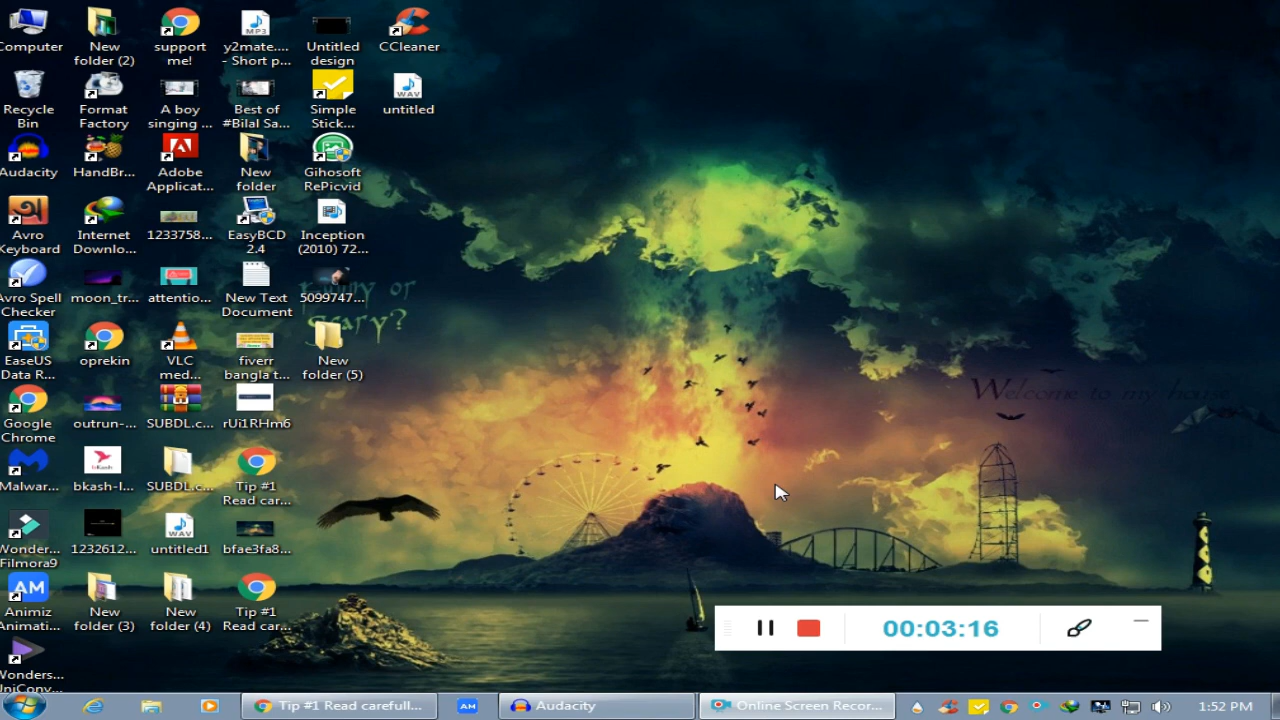 Computer
New
folder (2)
support
me!
y2mate....
- Short p...
Untitled
design
CCleaner
Recycle
Bin
Format
Factory
A boy
singing ...
Best of
#Bilal Sa...
Simple
Stick...
untitled
Audacity
HandBr...
Adobe
Applicat...
New
folder
Gihosoft
RePicvid
Avro
Keyboard
Internet
Downlo...
1233758...
EasyBCD
2.4
Inception
(2010) 72...
Avro Spell
Checker
moon_tr...
attentio...
New Text
Document
5099747...
or
Scary?
EaseUS
Data R...
oprekin
VLC
med...
fiverr
bangla t...
New
folder (5)
Welcome to my house
Google
Chrome
outrun-...
SUBDL.c...
rUi1RHm6
Malwar...
bkash-l...
SUBDL.c...
Tip #1
Read car...
Wonder...
Filmora9
1232612...
untitled1
bfae3fa8...
Animiz
Animati...
New
folder (3)
New
folder (4)
Tip #1
Read car...
Wonders...
UniConv...
00:03:16
Tip #1 Read carefull...
AM
Audacity
Online Screen Recor...
1:52 PM